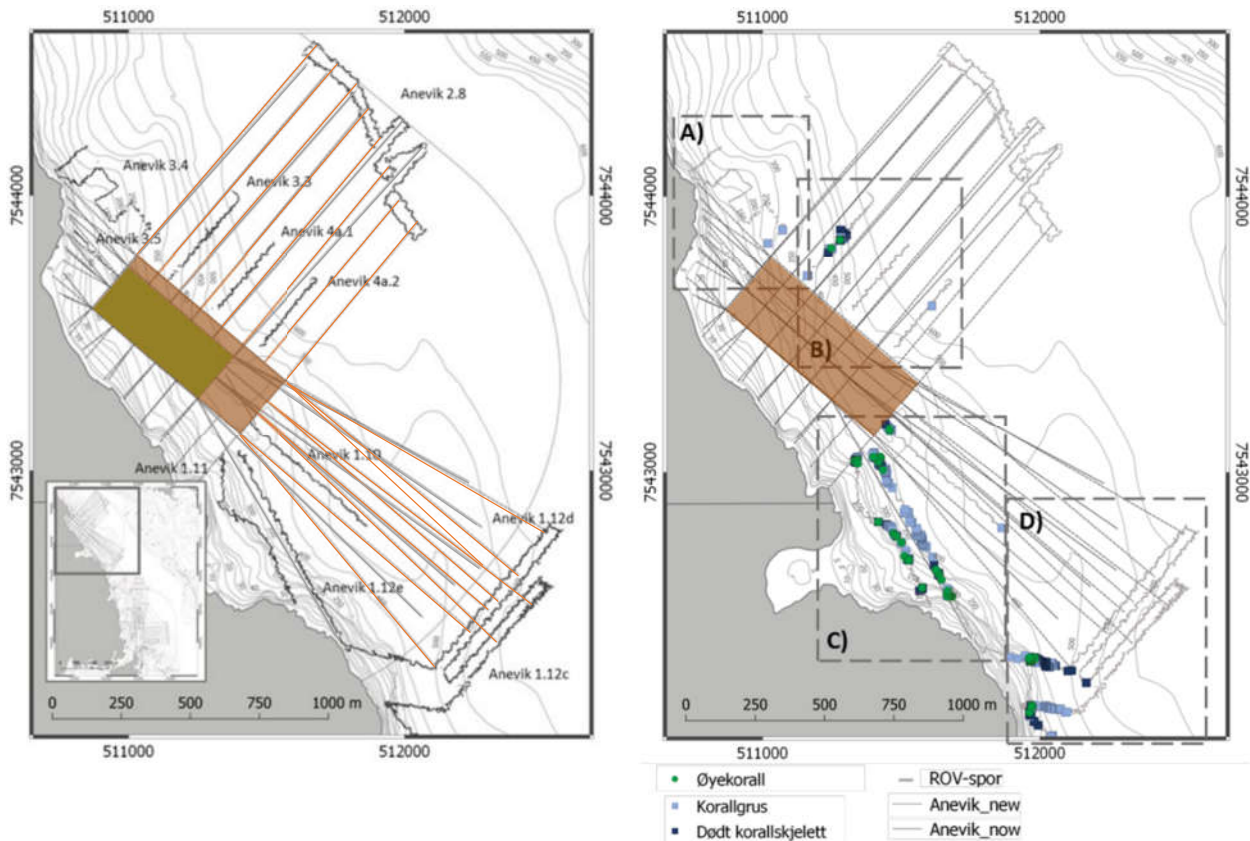 511000 512000
Anevik 2.8
Anevik 3.4
Anevik 3.3
Anevik 3.5
Anevik 4a.1
Anevik 4a.2
7544000
7543000
Anevik 1.11
Anevik 1.10
Anevik 1.12d
Anevik 1.12e
Anevik 1.12c
0 250 500 750 1000 m
511000 512000
511000 512000
7544000
7543000
A)
B)
C)
D)
7544000
7543000
0 250 500 750 1000 m
511000 512000
Øyekorall
Korallgrus
Dødt korallskjelett
ROV-spor
Anevik_new
Anevik_now